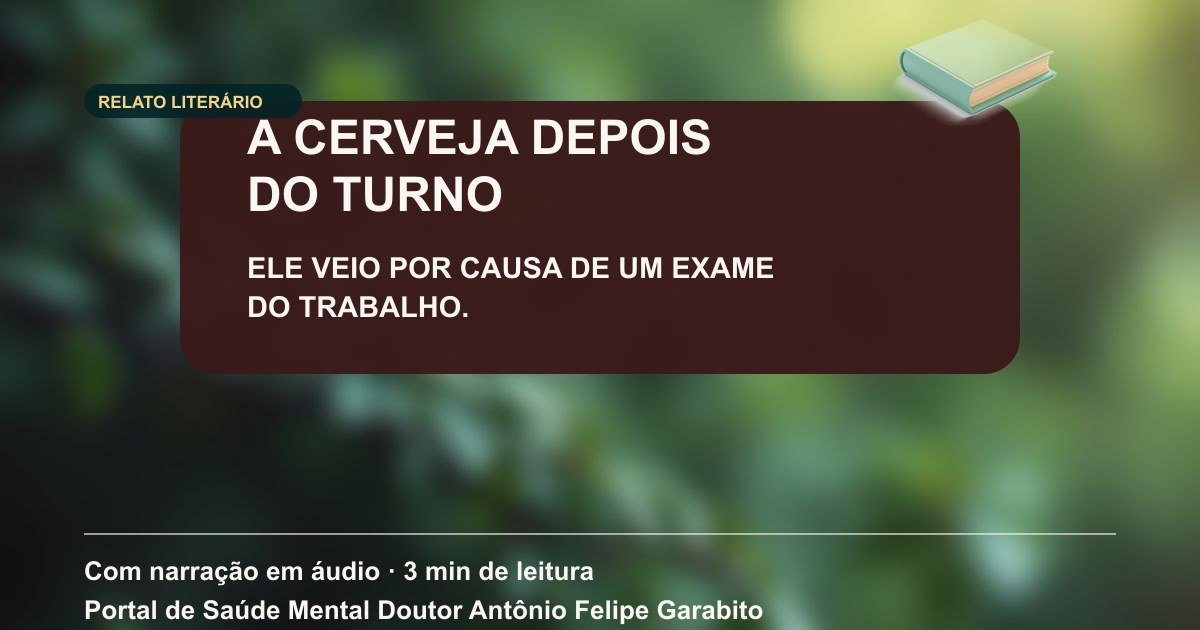 RELATO LITERÁRIO
A CERVEJA DEPOIS
DO TURNO
ELE VEIO POR CAUSA DE UM EXAME
DO TRABALHO.
Com narração em áudio · 3 min de leitura
Portal de Saúde Mental Doutor Antônio Felipe Garabito